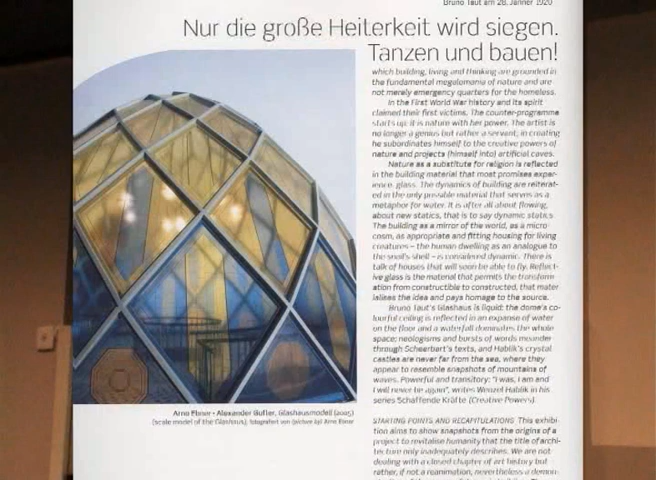 Bruno Taut am 28. Jänner 1920
Nur die große Heiterkeit wird siegen.
Tanzen und bauen!
which building, living and thinking are grounded in
the fundamental megalomania of nature and are
not merely emergency quarters for the homeless.
In the First World War history and its spirit
claimed their first victims. The counter-programme
starts up: it is nature with her power. The artist is
no longer a genius but rather a servant, in creating
he subordinates himself to the creative powers of
nature and projects (himself into) artificial caves.
Nature as a substitute for religion is reflected
in the building material that most promises exper-
ience: glass. The dynamics of building are reiterat-
ed in the only possible material that serves as a
metaphor for water. It is after all about flowing,
about new statics, that is to say dynamic statics.
The building as a mirror of the world, as a micro
cosm, as appropriate and fitting housing for living
creatures – the human dwelling as an analogue to
the snail's shell – is considered dynamic. There is
talk of houses that will soon be able to fly. Reflect-
ive glass is the material that permits the transform
ation from constructible to constructed, that mater
ialises the idea and pays homage to the source.
Bruno Taut's Glashaus is liquid: the dome's co-
lourful ceiling is reflected in an expanse of water
on the floor and a waterfall dominates the whole
space; neologisms and bursts of words meander
through Scheerbart's texts, and Hablik's crystal
castles are never far from the sea, where they
appear to resemble snapshots of mountains of
waves. Powerful and transitory: "I was, I am and
I will never be again", writes Wenzel Hablik in his
series Schaffende Kräfte (Creative Powers).
Arno Ebner • Alexander Gufler, Glashausmodell
(scale model of the Glashaus), fotografiert von (picture by) Arno Ebner
STARTING POINTS AND RECAPITULATIONS This exhibi-
tion aims to show snapshots from the origins of a
project to revitalise humanity that the title of archi-
tecture only inadequately describes. We are not
dealing with a closed chapter of art history but
rather, if not a reanimation, nevertheless a demon-